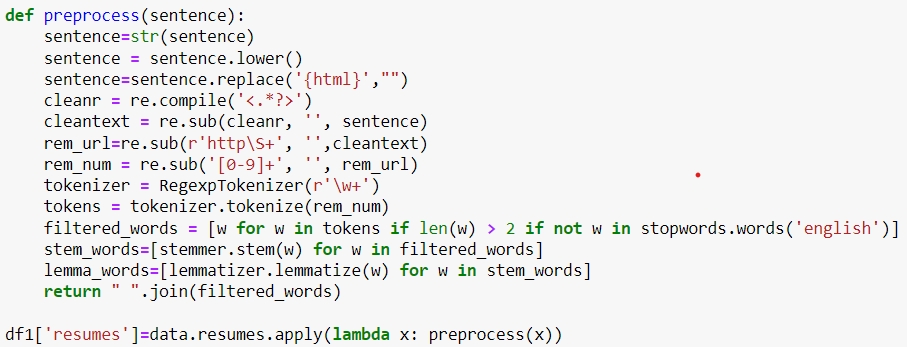 def preprocess(sentence):
    sentence=str(sentence)
    sentence = sentence.lower()
    sentence=sentence.replace('{html}',"")
    cleanr = re.compile('<.*?>')
    cleantext = re.sub(cleanr, '', sentence)
    rem_url=re.sub(r'http\S+', '',cleantext)
    rem_num = re.sub('[0-9]+', '', rem_url)
    tokenizer = RegexpTokenizer(r'\w+')
    tokens = tokenizer.tokenize(rem_num)
    filtered_words = [w for w in tokens if len(w) > 2 if not w in stopwords.words('english')]
    stem_words=[stemmer.stem(w) for w in filtered_words]
    lemma_words=[lemmatizer.lemmatize(w) for w in stem_words]
    return " ".join(filtered_words)

df1['resumes']=data.resumes.apply(lambda x: preprocess(x))